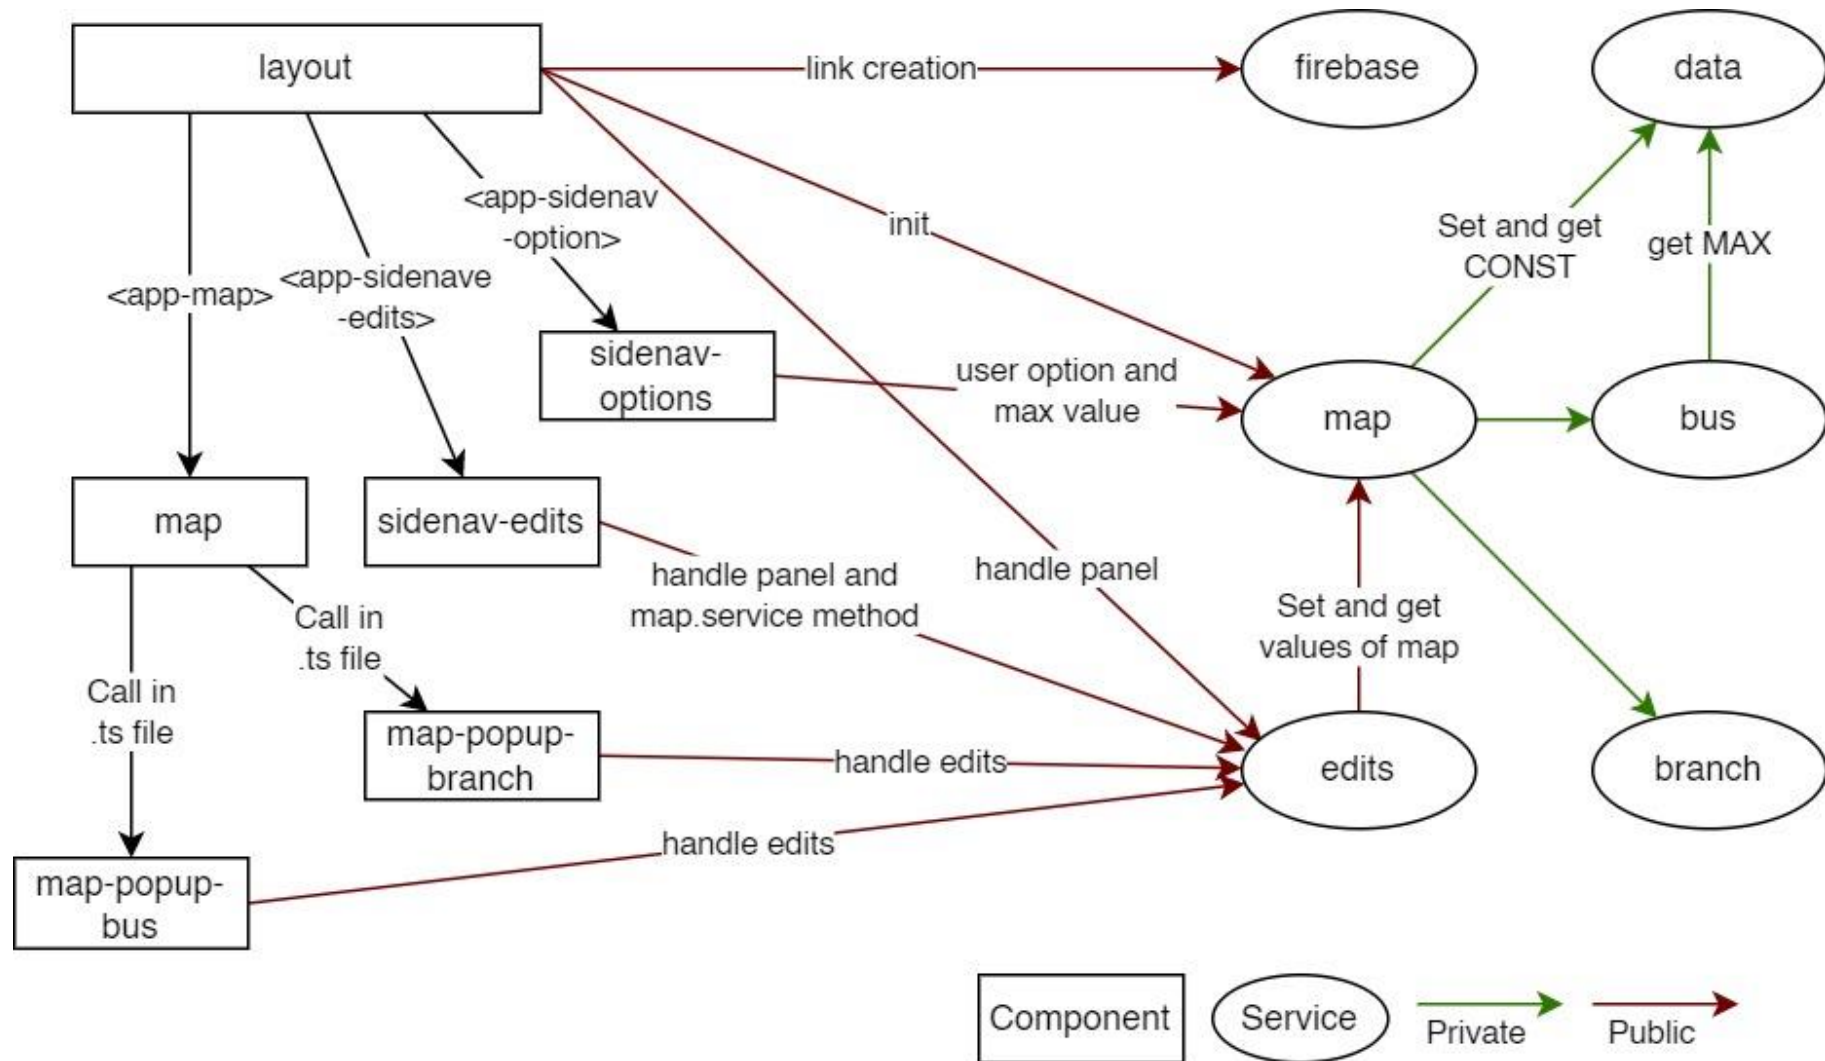 layout
link creation
firebase
data
<app-sidenav
-option>
init
Set and get
CONST
get MAX
<app-map>
<app-sidenave
-edits>
sidenav-
options
user option and
max value
map
bus
map
sidenav-edits
handle panel and
map.service method
handle panel
Set and get
values of map
Call in
.ts file
Call in
.ts file
map-popup-
branch
handle edits
edits
branch
handle edits
map-popup-
bus
Component
Service
Private
Public